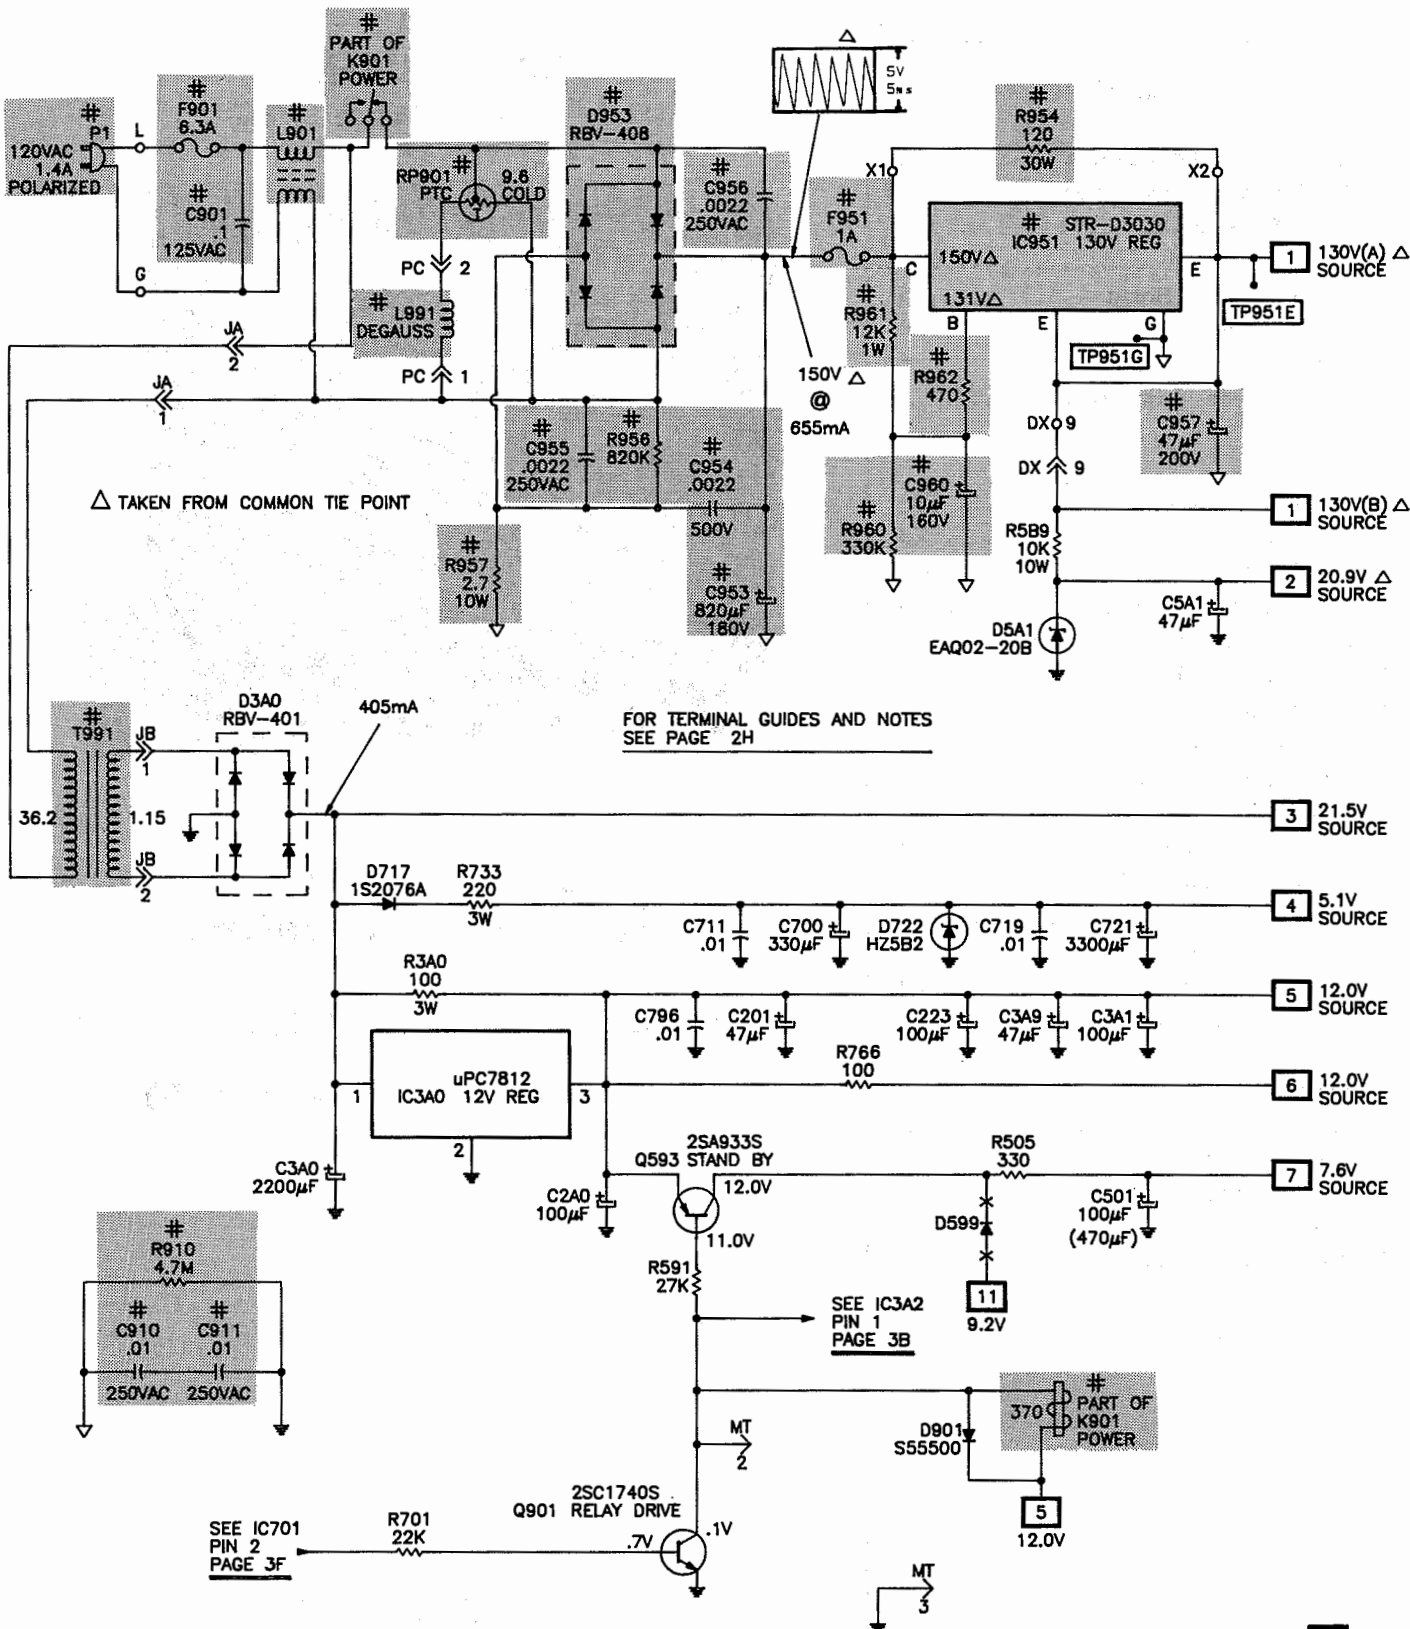 #
PART OF
K901
POWER
#
P1
120VAC
1.4A
POLARIZED
L
G
#
F901
6.3A
#
C901
.1
125VAC
#
L901
#
RP901
PTC
9.6
COLD
PC 2
#
L991
DEGAUSS
PC 1
JA
2
JA
1
#
D953
RBV-408
#
C956
.0022
250VAC
△
5V
5Ns
#
F951
1A
#
R954
120
30W
X1
X2
#
STR-D3030
IC951 130V REG
C
150V△
131V△
B
E
G
E
TP951G
TP951E
1
130V(A) △
SOURCE
#
R961
12K
1W
#
R962
470
150V △
@
655mA
#
C955
.0022
250VAC
#
R956
820K
#
C954
.0022
500V
#
C960
10µF
160V
#
R960
330K
DX 9
DX 9
#
C957
47µF
200V
△ TAKEN FROM COMMON TIE POINT
1
130V(B) △
SOURCE
R5B9
10K
10W
#
R957
2.7
10W
#
C953
820µF
180V
2
20.9V △
SOURCE
C5A1
47µF
D5A1
EAQ02-20B
#
T991
36.2
1.15
JB
1
JB
2
D3A0
RBV-401
405mA
FOR TERMINAL GUIDES AND NOTES
SEE PAGE 2H
3
21.5V
SOURCE
D717
1S2076A
R733
220
3W
C711
.01
C700
330µF
D722
HZ5B2
C719
.01
C721
3300µF
4
5.1V
SOURCE
R3A0
100
3W
C796
.01
C201
47µF
C223
100µF
C3A9
47µF
C3A1
100µF
5
12.0V
SOURCE
1
uPC7812
IC3A0 12V REG
3
2
R766
100
6
12.0V
SOURCE
C3A0
2200µF
C2A0
100µF
2SA933S
Q593 STAND BY
12.0V
11.0V
R505
330
7
7.6V
SOURCE
C501
100µF
(470µF)
D599
11
9.2V
R591
27K
SEE IC3A2
PIN 1
PAGE 3B
#
R910
4.7M
#
C910
.01
250VAC
#
C911
.01
250VAC
MT
2
D901
S55500
370
#
PART OF
K901
POWER
5
12.0V
2SC1740S
Q901 RELAY DRIVE
.1V
.7V
SEE IC701
PIN 2
PAGE 3F
R701
22K
MT
3